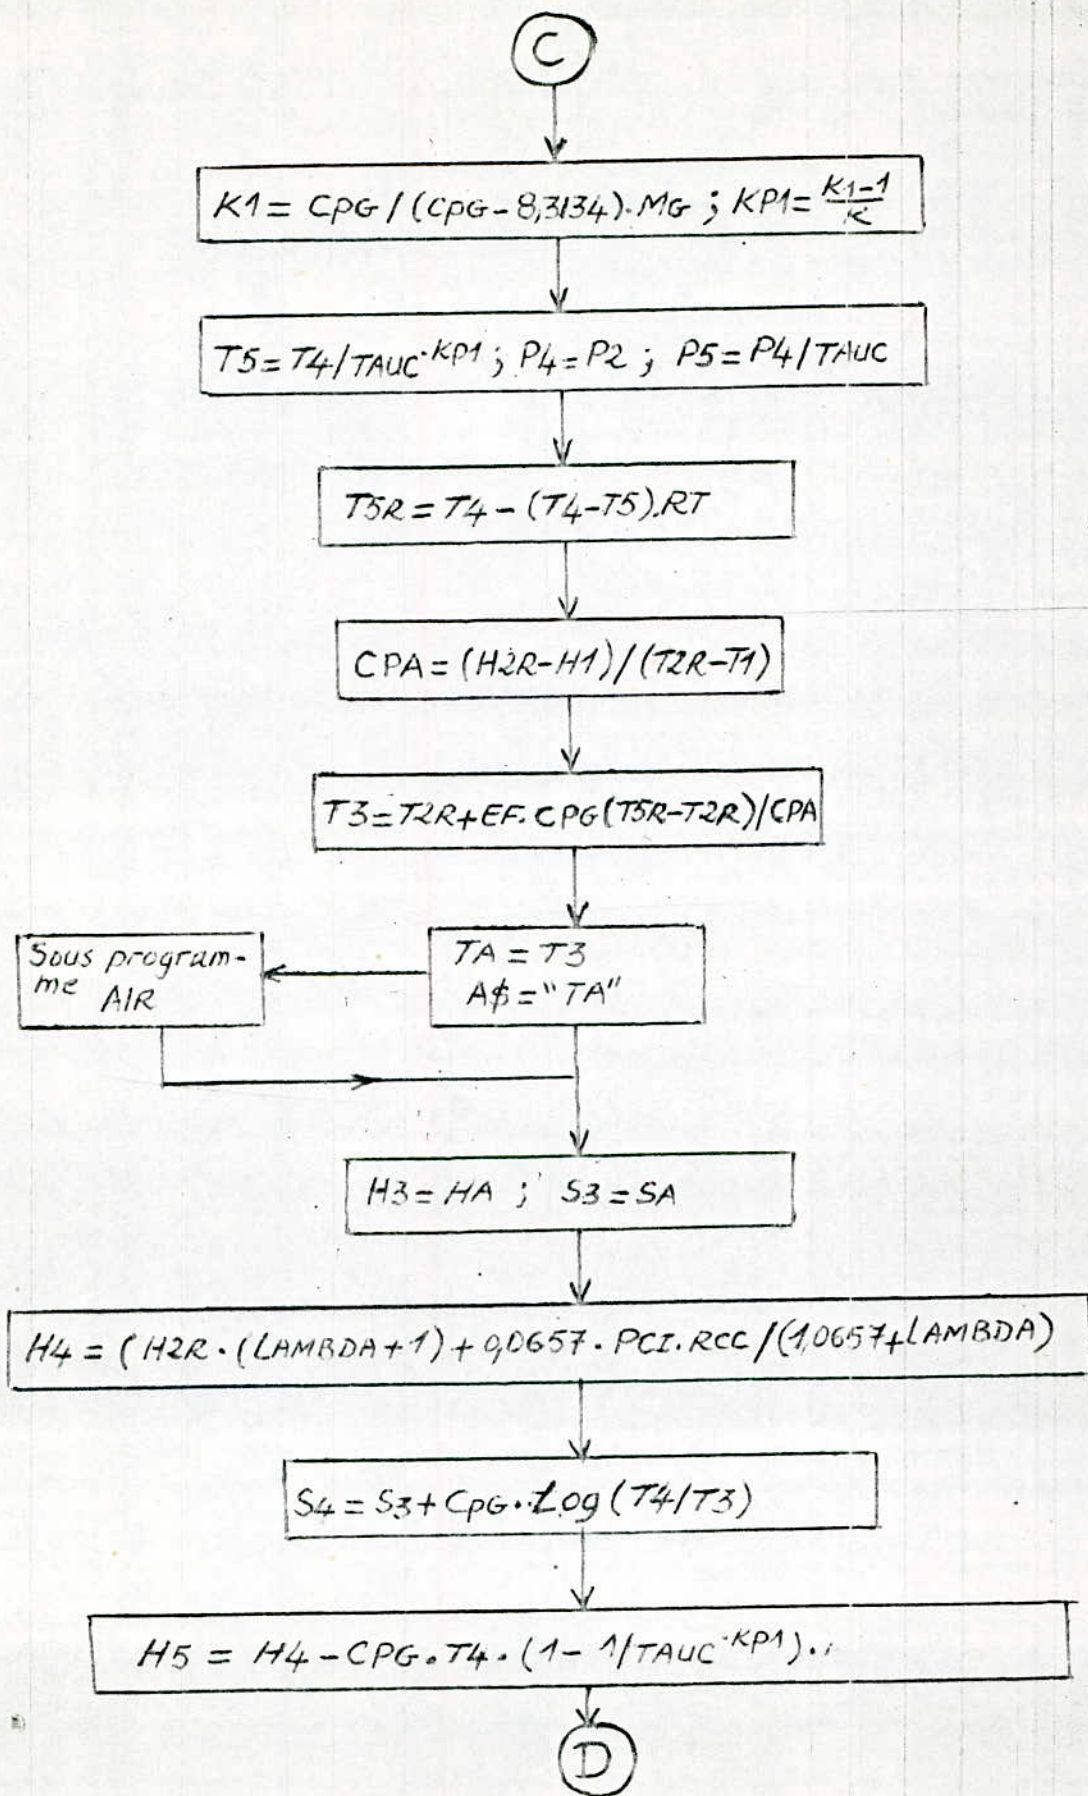 C
K1 = CPG / (CPG - 8,3134) · MG ; KP1 = K1-1 / K
T5 = T4 / TAUC·KP1 ; P4 = P2 ; P5 = P4 / TAUC
T5R = T4 - (T4-T5).RT
CPA = (H2R-H1) / (T2R-T1)
T3 = T2R + EF. CPG (T5R-T2R) / CPA
Sous program-
me AIR
TA = T3
A$ = "TA"
H3 = HA ; S3 = SA
H4 = ( H2R · (LAMBDA+1) + 0,0657 · PCI.RCC / (1,0657+LAMBDA)
S4 = S3 + CPG · Log (T4/T3)
H5 = H4 - CPG . T4 · (1 - 1/TAUC·KP1) ·
D